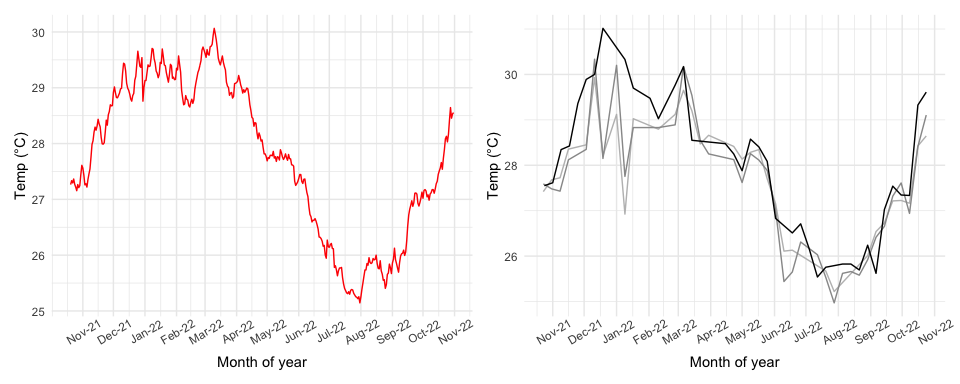 30
29
28
27
26
25
Temp (°C)
Nov-21
Dec-21
Jan-22
Feb-22
Mar-22
Apr-22
May-22
Jun-22
Jul-22
Aug-22
Sep-22
Oct-22
Nov-22
Month of year
30
28
26
Temp (°C)
Nov-21
Dec-21
Jan-22
Feb-22
Mar-22
Apr-22
May-22
Jun-22
Jul-22
Aug-22
Sep-22
Oct-22
Nov-22
Month of year